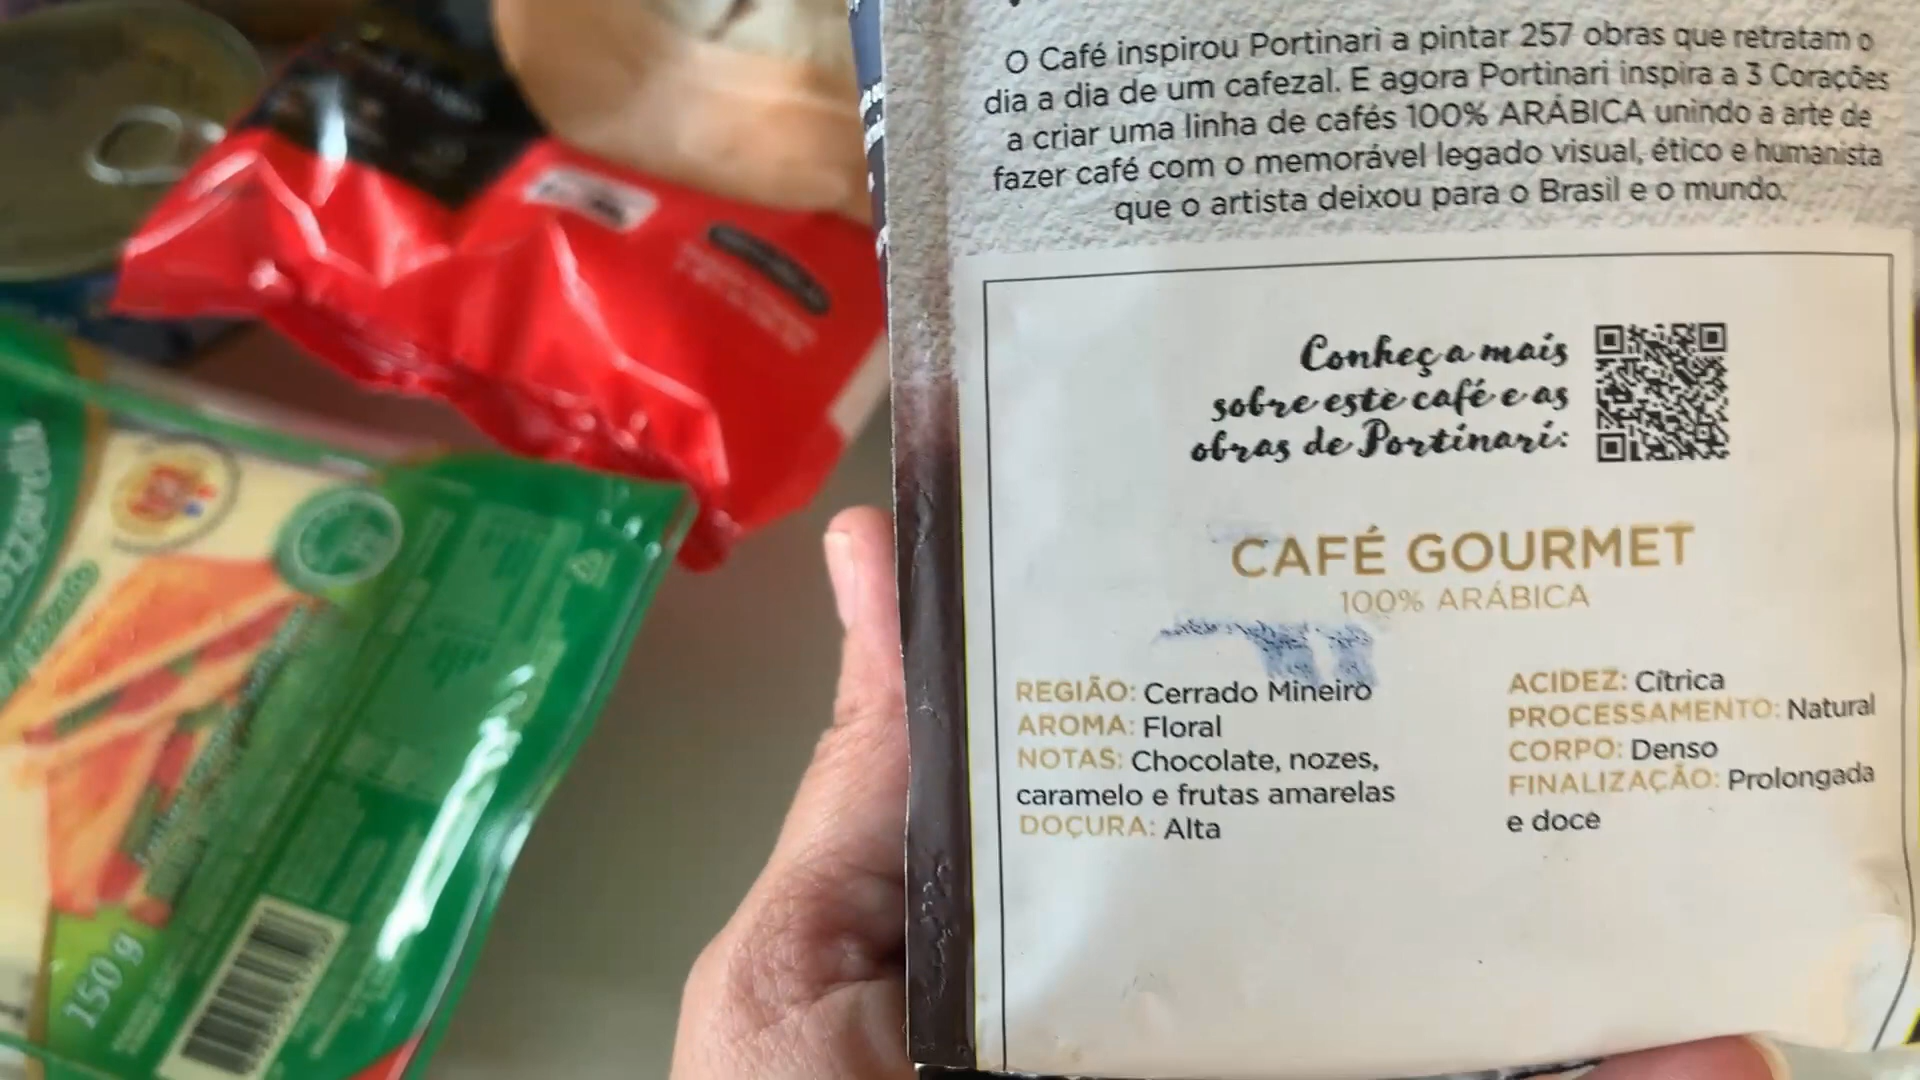 O Café inspirou Portinari a pintar 257 obras que retratam o
dia a dia de um cafezal. E agora Portinari inspira a 3 Corações
a criar uma linha de cafés 100% ARÁBICA unindo a arte de
fazer café com o memorável legado visual, ético e humanista
que o artista deixou para o Brasil e o mundo.
Conheça mais
sobre este café e as
obras de Portinari:
CAFÉ GOURMET
100% ARÁBICA
REGIÃO: Cerrado Mineiro
AROMA: Floral
NOTAS: Chocolate, nozes,
caramelo e frutas amarelas
DOÇURA: Alta
ACIDEZ: Cítrica
PROCESSAMENTO: Natural
CORPO: Denso
FINALIZAÇÃO: Prolongada
e doce
150 g